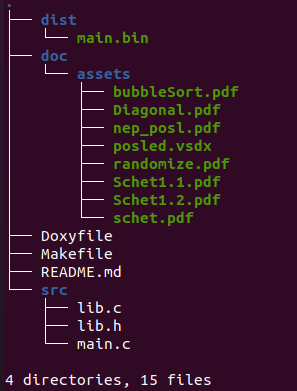 .
├── dist
│   └── main.bin
├── doc
│   └── assets
│       ├── bubbleSort.pdf
│       ├── Diagonal.pdf
│       ├── nep_posl.pdf
│       ├── posled.vsdx
│       ├── randomize.pdf
│       ├── Schet1.1.pdf
│       ├── Schet1.2.pdf
│       └── schet.pdf
├── Doxyfile
├── Makefile
├── README.md
└── src
    ├── lib.c
    ├── lib.h
    └── main.c
4 directories, 15 files